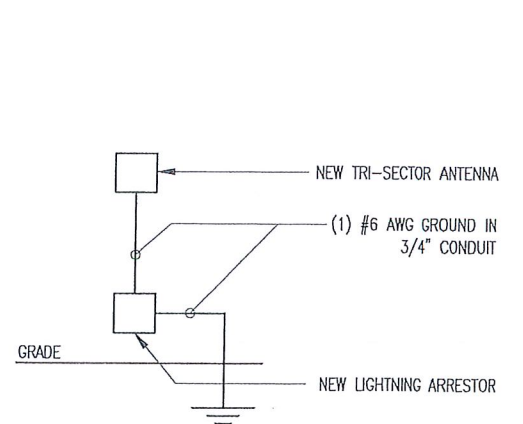 NEW TRI-SECTOR ANTENNA
(1) #6 AWG GROUND IN
3/4" CONDUIT
GRADE
NEW LIGHTNING ARRESTOR